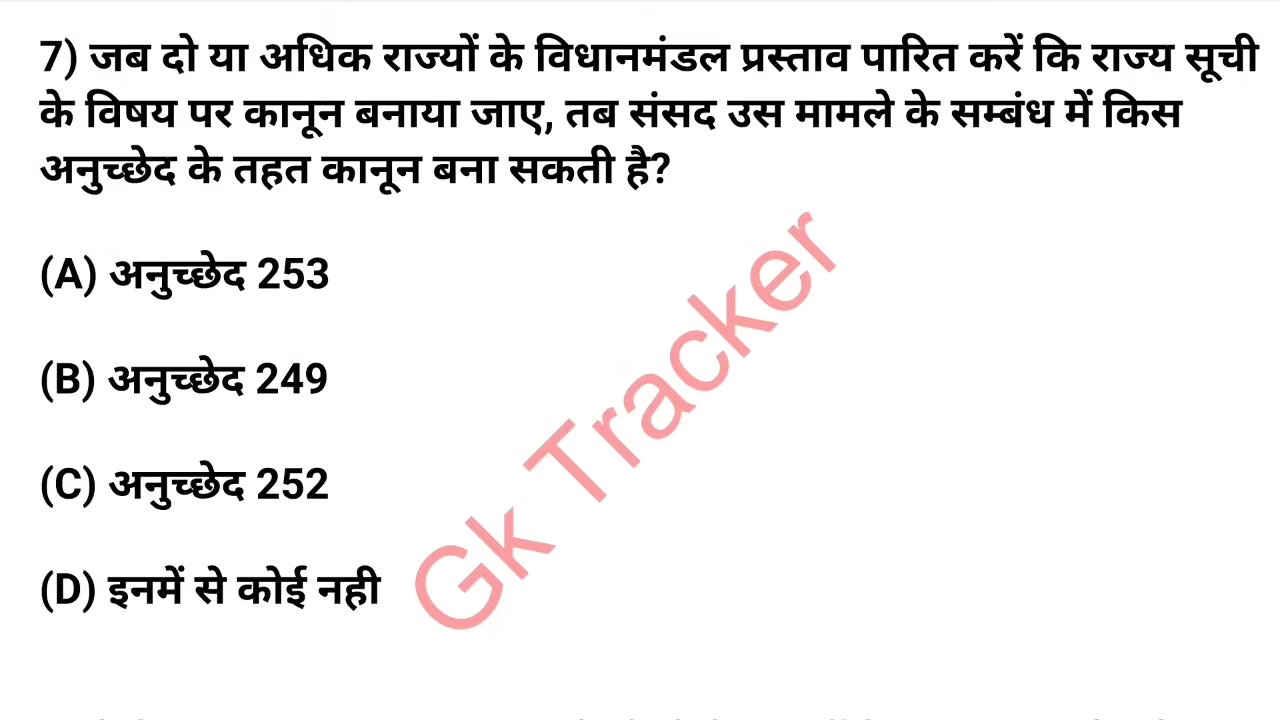 7) जब दो या अधिक राज्यों के विधानमंडल प्रस्ताव पारित करें कि राज्य सूची
के विषय पर कानून बनाया जाए, तब संसद उस मामले के सम्बंध में किस
अनुच्छेद के तहत कानून बना सकती है?
(A) अनुच्छेद 253
(B) अनुच्छेद 249
(C) अनुच्छेद 252
(D) इनमें से कोई नही
Gk Tracker